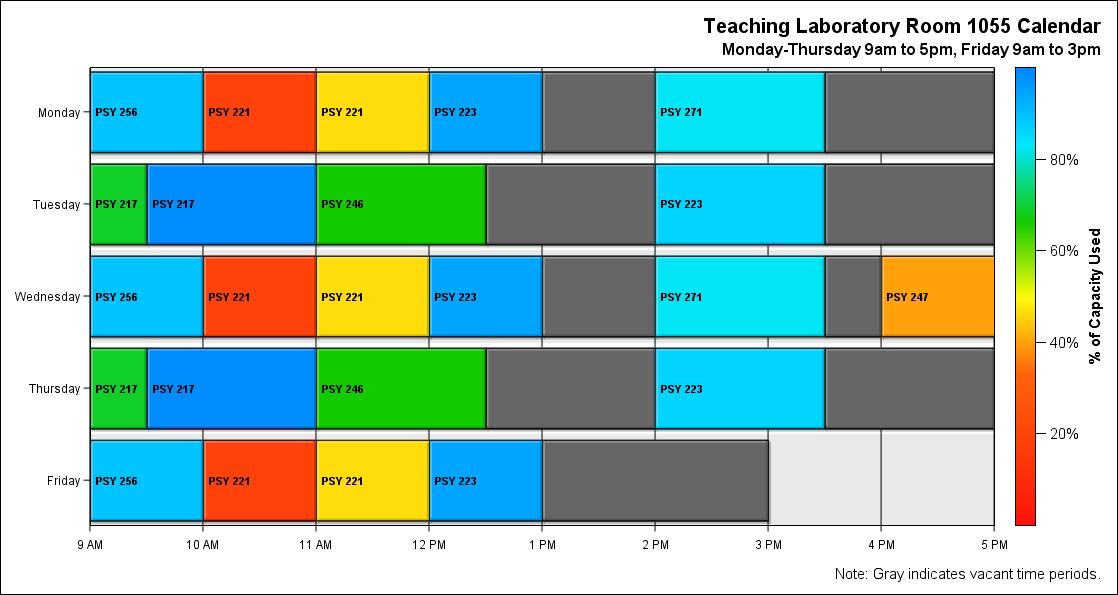 Teaching Laboratory Room 1055 Calendar
Monday-Thursday 9am to 5pm, Friday 9am to 3pm
Monday
PSY 256
PSY 221
PSY 221
PSY 223
PSY 271
Tuesday
PSY 217
PSY 217
PSY 246
PSY 223
Wednesday
PSY 256
PSY 221
PSY 221
PSY 223
PSY 271
PSY 247
Thursday
PSY 217
PSY 217
PSY 246
PSY 223
Friday
PSY 256
PSY 221
PSY 221
PSY 223
9 AM
10 AM
11 AM
12 PM
1 PM
2 PM
3 PM
4 PM
5 PM
80%
60%
40%
20%
% of Capacity Used
Note: Gray indicates vacant time periods.